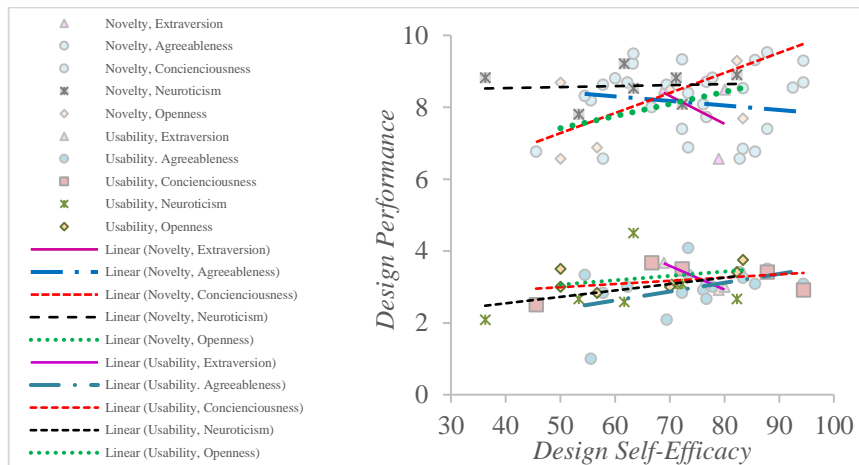 Novelty, Extraversion
Novelty, Agreeableness
Novelty, Concienciousness
Novelty, Neuroticism
Novelty, Openness
Usability, Extraversion
Usability. Agreeableness
Usability, Concienciousness
Usability, Neuroticism
Usability, Openness
Linear (Novelty, Extraversion)
Linear (Novelty, Agreeableness)
Linear (Novelty, Concienciousness)
Linear (Novelty, Neuroticism)
Linear (Novelty, Openness)
Linear (Usability, Extraversion)
Linear (Usability. Agreeableness)
Linear (Usability, Concienciousness)
Linear (Usability, Neuroticism)
Linear (Usability, Openness)
Design Performance
10
8
6
4
2
0
30 40 50 60 70 80 90 100
Design Self-Efficacy